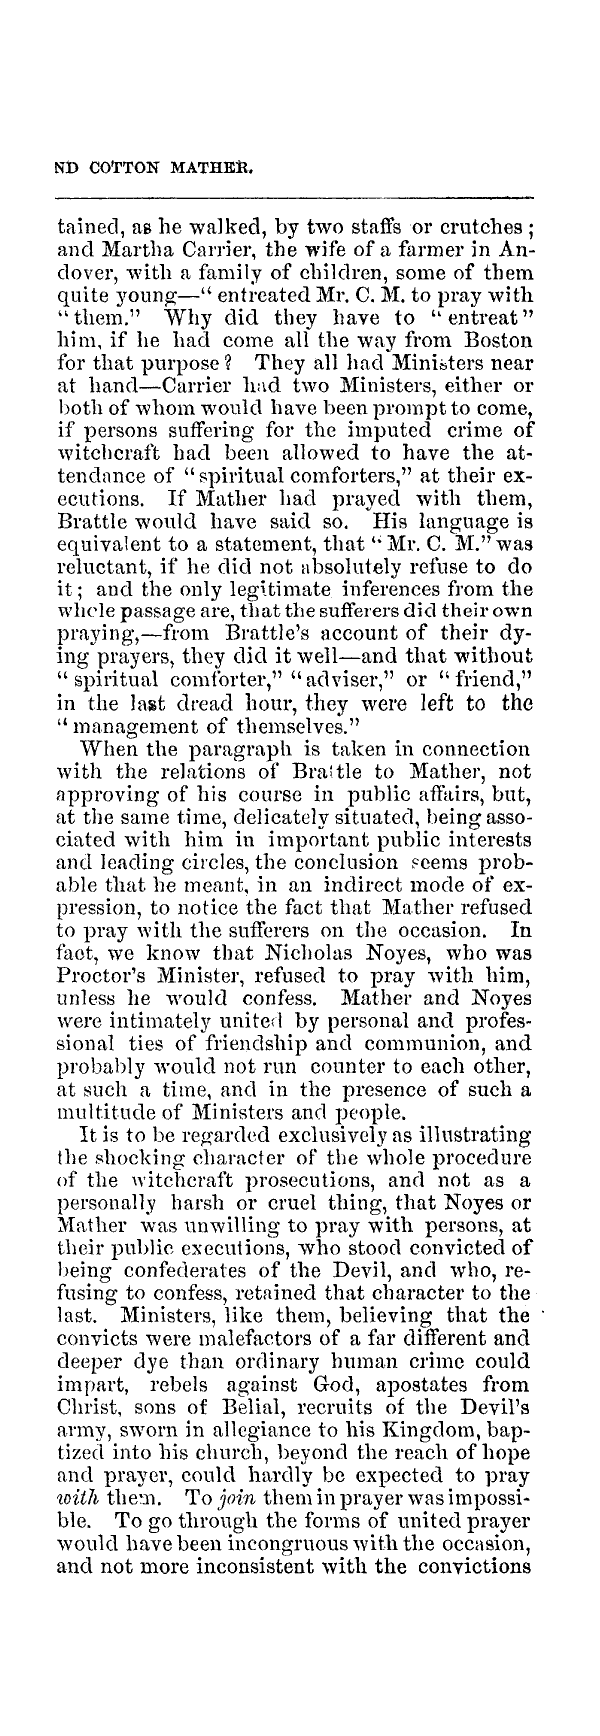 ND COTTON MATHER.
tained, as he walked, by two staffs or crutches ;
and Martha Carrier, the wife of a farmer in An-
dover, with a family of children, some of them
quite young—“ entreated Mr. C. M. to pray with
“them.” Why did they have to “entreat”
him, if he had come all the way from Boston
for that purpose? They all had Ministers near
at hand—Carrier had two Ministers, either or
both of whom would have been prompt to come,
if persons suffering for the imputed crime of
witchcraft had been allowed to have the at-
tendance of “spiritual comforters,” at their ex-
ecutions. If Mather had prayed with them,
Brattle would have said so. His language is
equivalent to a statement, that “ Mr. C. M.” was
reluctant, if he did not absolutely refuse to do
it; and the only legitimate inferences from the
whole passage are, that the sufferers did their own
praying,—from Brattle’s account of their dy-
ing prayers, they did it well—and that without
“ spiritual comforter,” “adviser,” or “friend,”
in the last dread hour, they were left to the
“management of themselves.”
When the paragraph is taken in connection
with the relations of Brattle to Mather, not
approving of his course in public affairs, but,
at the same time, delicately situated, being asso-
ciated with him in important public interests
and leading circles, the conclusion seems prob-
able that he meant, in an indirect mode of ex-
pression, to notice the fact that Mather refused
to pray with the sufferers on the occasion. In
fact, we know that Nicholas Noyes, who was
Proctor’s Minister, refused to pray with him,
unless he would confess. Mather and Noyes
were intimately united by personal and profes-
sional ties of friendship and communion, and
probably would not run counter to each other,
at such a time, and in the presence of such a
multitude of Ministers and people.
It is to be regarded exclusively as illustrating
the shocking character of the whole procedure
of the witchcraft prosecutions, and not as a
personally harsh or cruel thing, that Noyes or
Mather was unwilling to pray with persons, at
their public executions, who stood convicted of
being confederates of the Devil, and who, re-
fusing to confess, retained that character to the
last. Ministers, like them, believing that the
convicts were malefactors of a far different and
deeper dye than ordinary human crime could
impart, rebels against God, apostates from
Christ, sons of Belial, recruits of the Devil’s
army, sworn in allegiance to his Kingdom, bap-
tized into his church, beyond the reach of hope
and prayer, could hardly be expected to pray
with them. To join them in prayer was impossi-
ble. To go through the forms of united prayer
would have been incongruous with the occasion,
and not more inconsistent with the convictions